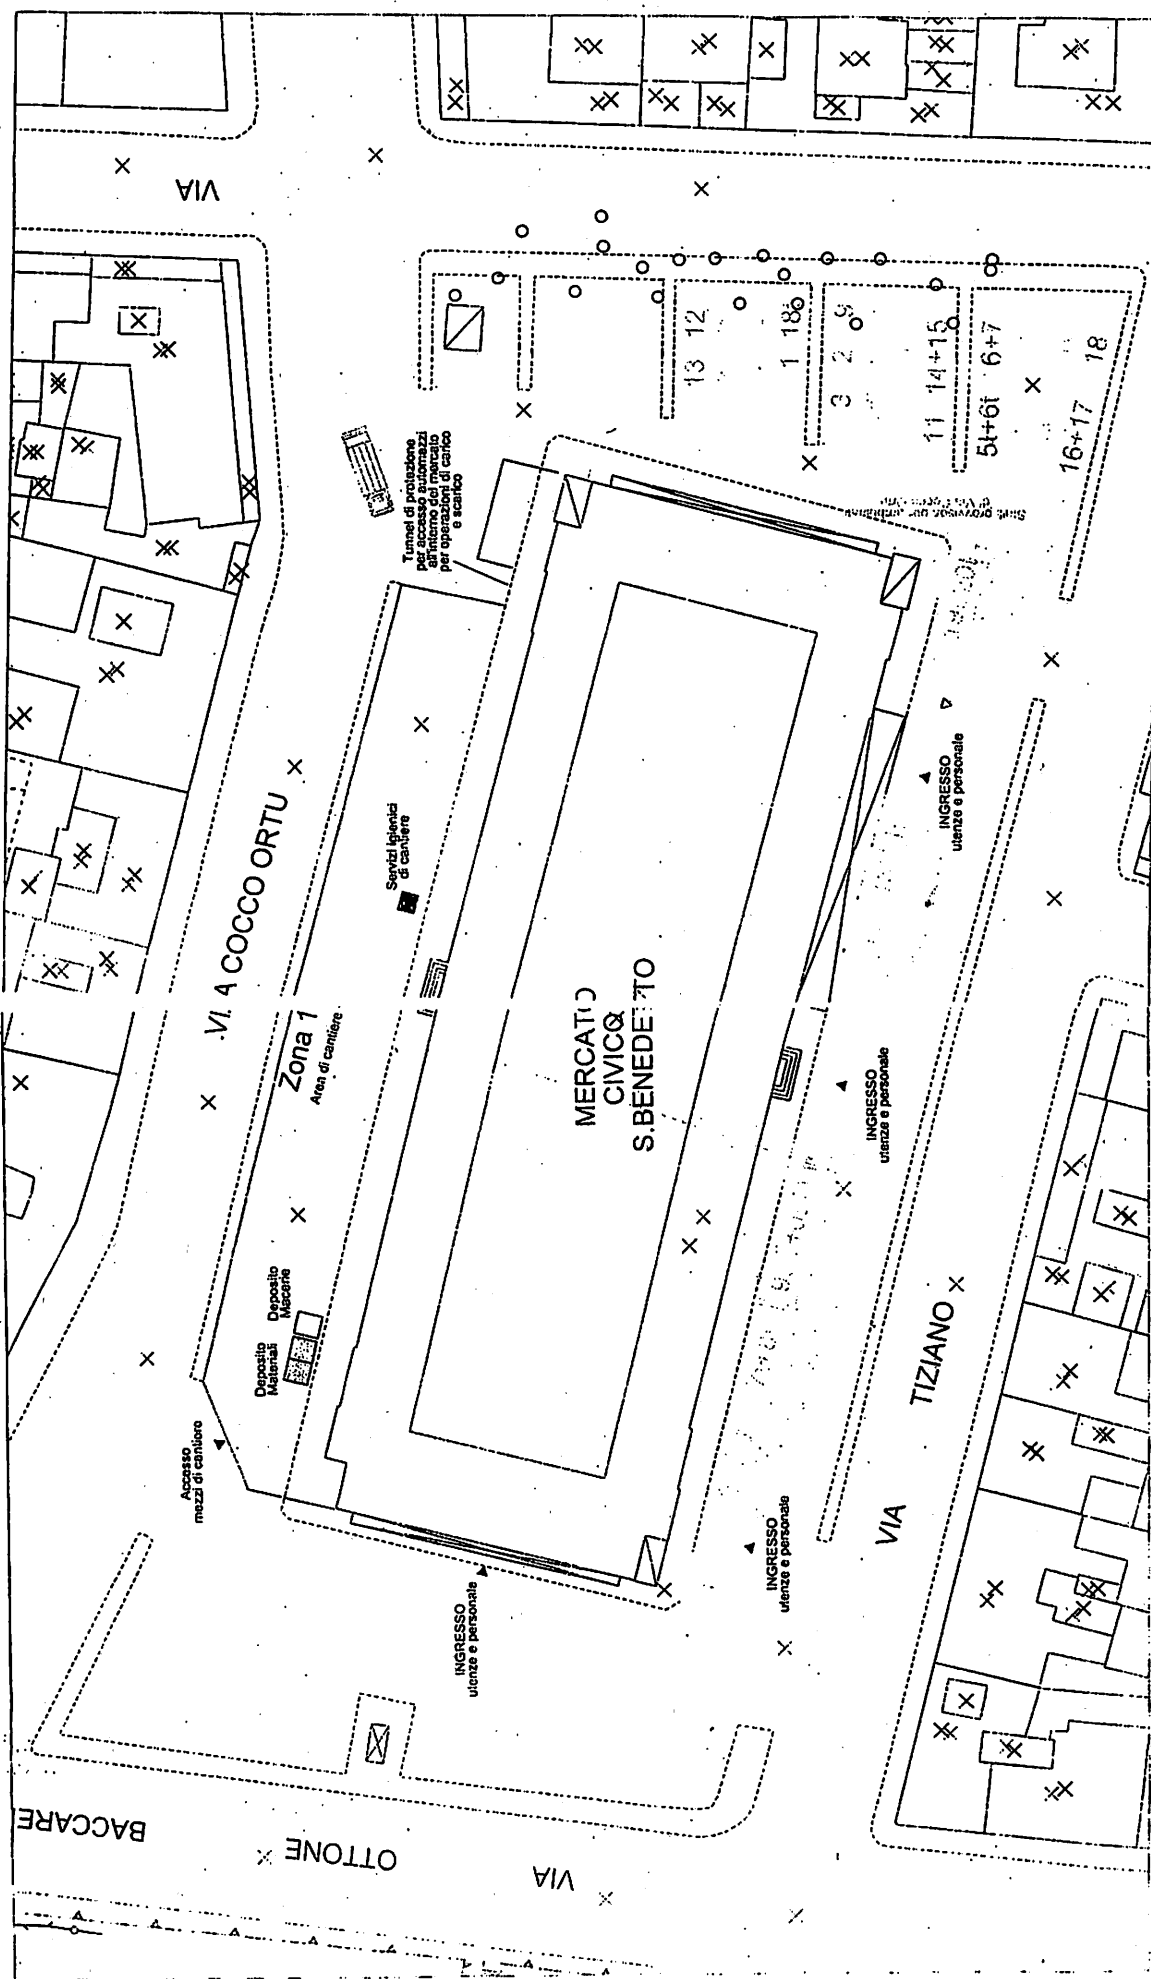 VIA
13 12
1 18
3 2 9
11 14+15
5t+6t 6+7
16+17 18
Tunnel di protezione
per accesso automezzi
all'interno del mercato
per operazioni di carico
e scarico
VIA COCCO ORTU
Servizi Igienici
di cantiere
INGRESSO
utenze e personale
Zona 1
Area di cantiere
MERCATO
CIVICO
S.BENEDETTO
INGRESSO
utenze e personale
Deposito
Macerie
Deposito
Materiali
Accesso
mezzi di cantiere
VIA TIZIANO
INGRESSO
utenze e personale
INGRESSO
utenze e personale
VIA OTTONE BACCARE